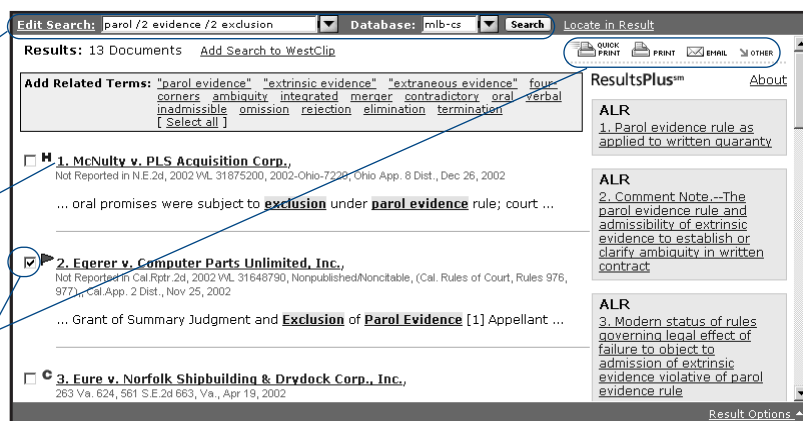 Edit Search: parol /2 evidence /2 exclusion Database: mlb-cs Search Locate in Result
Results: 13 Documents Add Search to WestClip
QUICK PRINT PRINT EMAIL OTHER
Add Related Terms: "parol evidence" "extrinsic evidence" "extraneous evidence" four-
corners ambiguity integrated merger contradictory oral verbal
inadmissible omission rejection elimination termination
[ Select all ]
H 1. McNulty v. PLS Acquisition Corp.,
Not Reported in N.E.2d, 2002 WL 31875200, 2002-Ohio-7220, Ohio App. 8 Dist., Dec 26, 2002
... oral promises were subject to exclusion under parol evidence rule; court ...
2. Egerer v. Computer Parts Unlimited, Inc.,
Not Reported in Cal.Rptr.2d, 2002 WL 31648790, Nonpublished/Noncitable, (Cal. Rules of Court, Rules 976,
977), Cal.App. 2 Dist., Nov 25, 2002
... Grant of Summary Judgment and Exclusion of Parol Evidence [1] Appellant ...
C 3. Eure v. Norfolk Shipbuilding & Drydock Corp., Inc.,
263 Va. 624, 561 S.E.2d 663, Va., Apr 19, 2002
ResultsPlus℠ About
ALR
1. Parol evidence rule as
applied to written guaranty
ALR
2. Comment Note.--The
parol evidence rule and
admissibility of extrinsic
evidence to establish or
clarify ambiguity in written
contract
ALR
3. Modern status of rules
governing legal effect of
failure to object to
admission of extrinsic
evidence violative of parol
evidence rule
Result Options